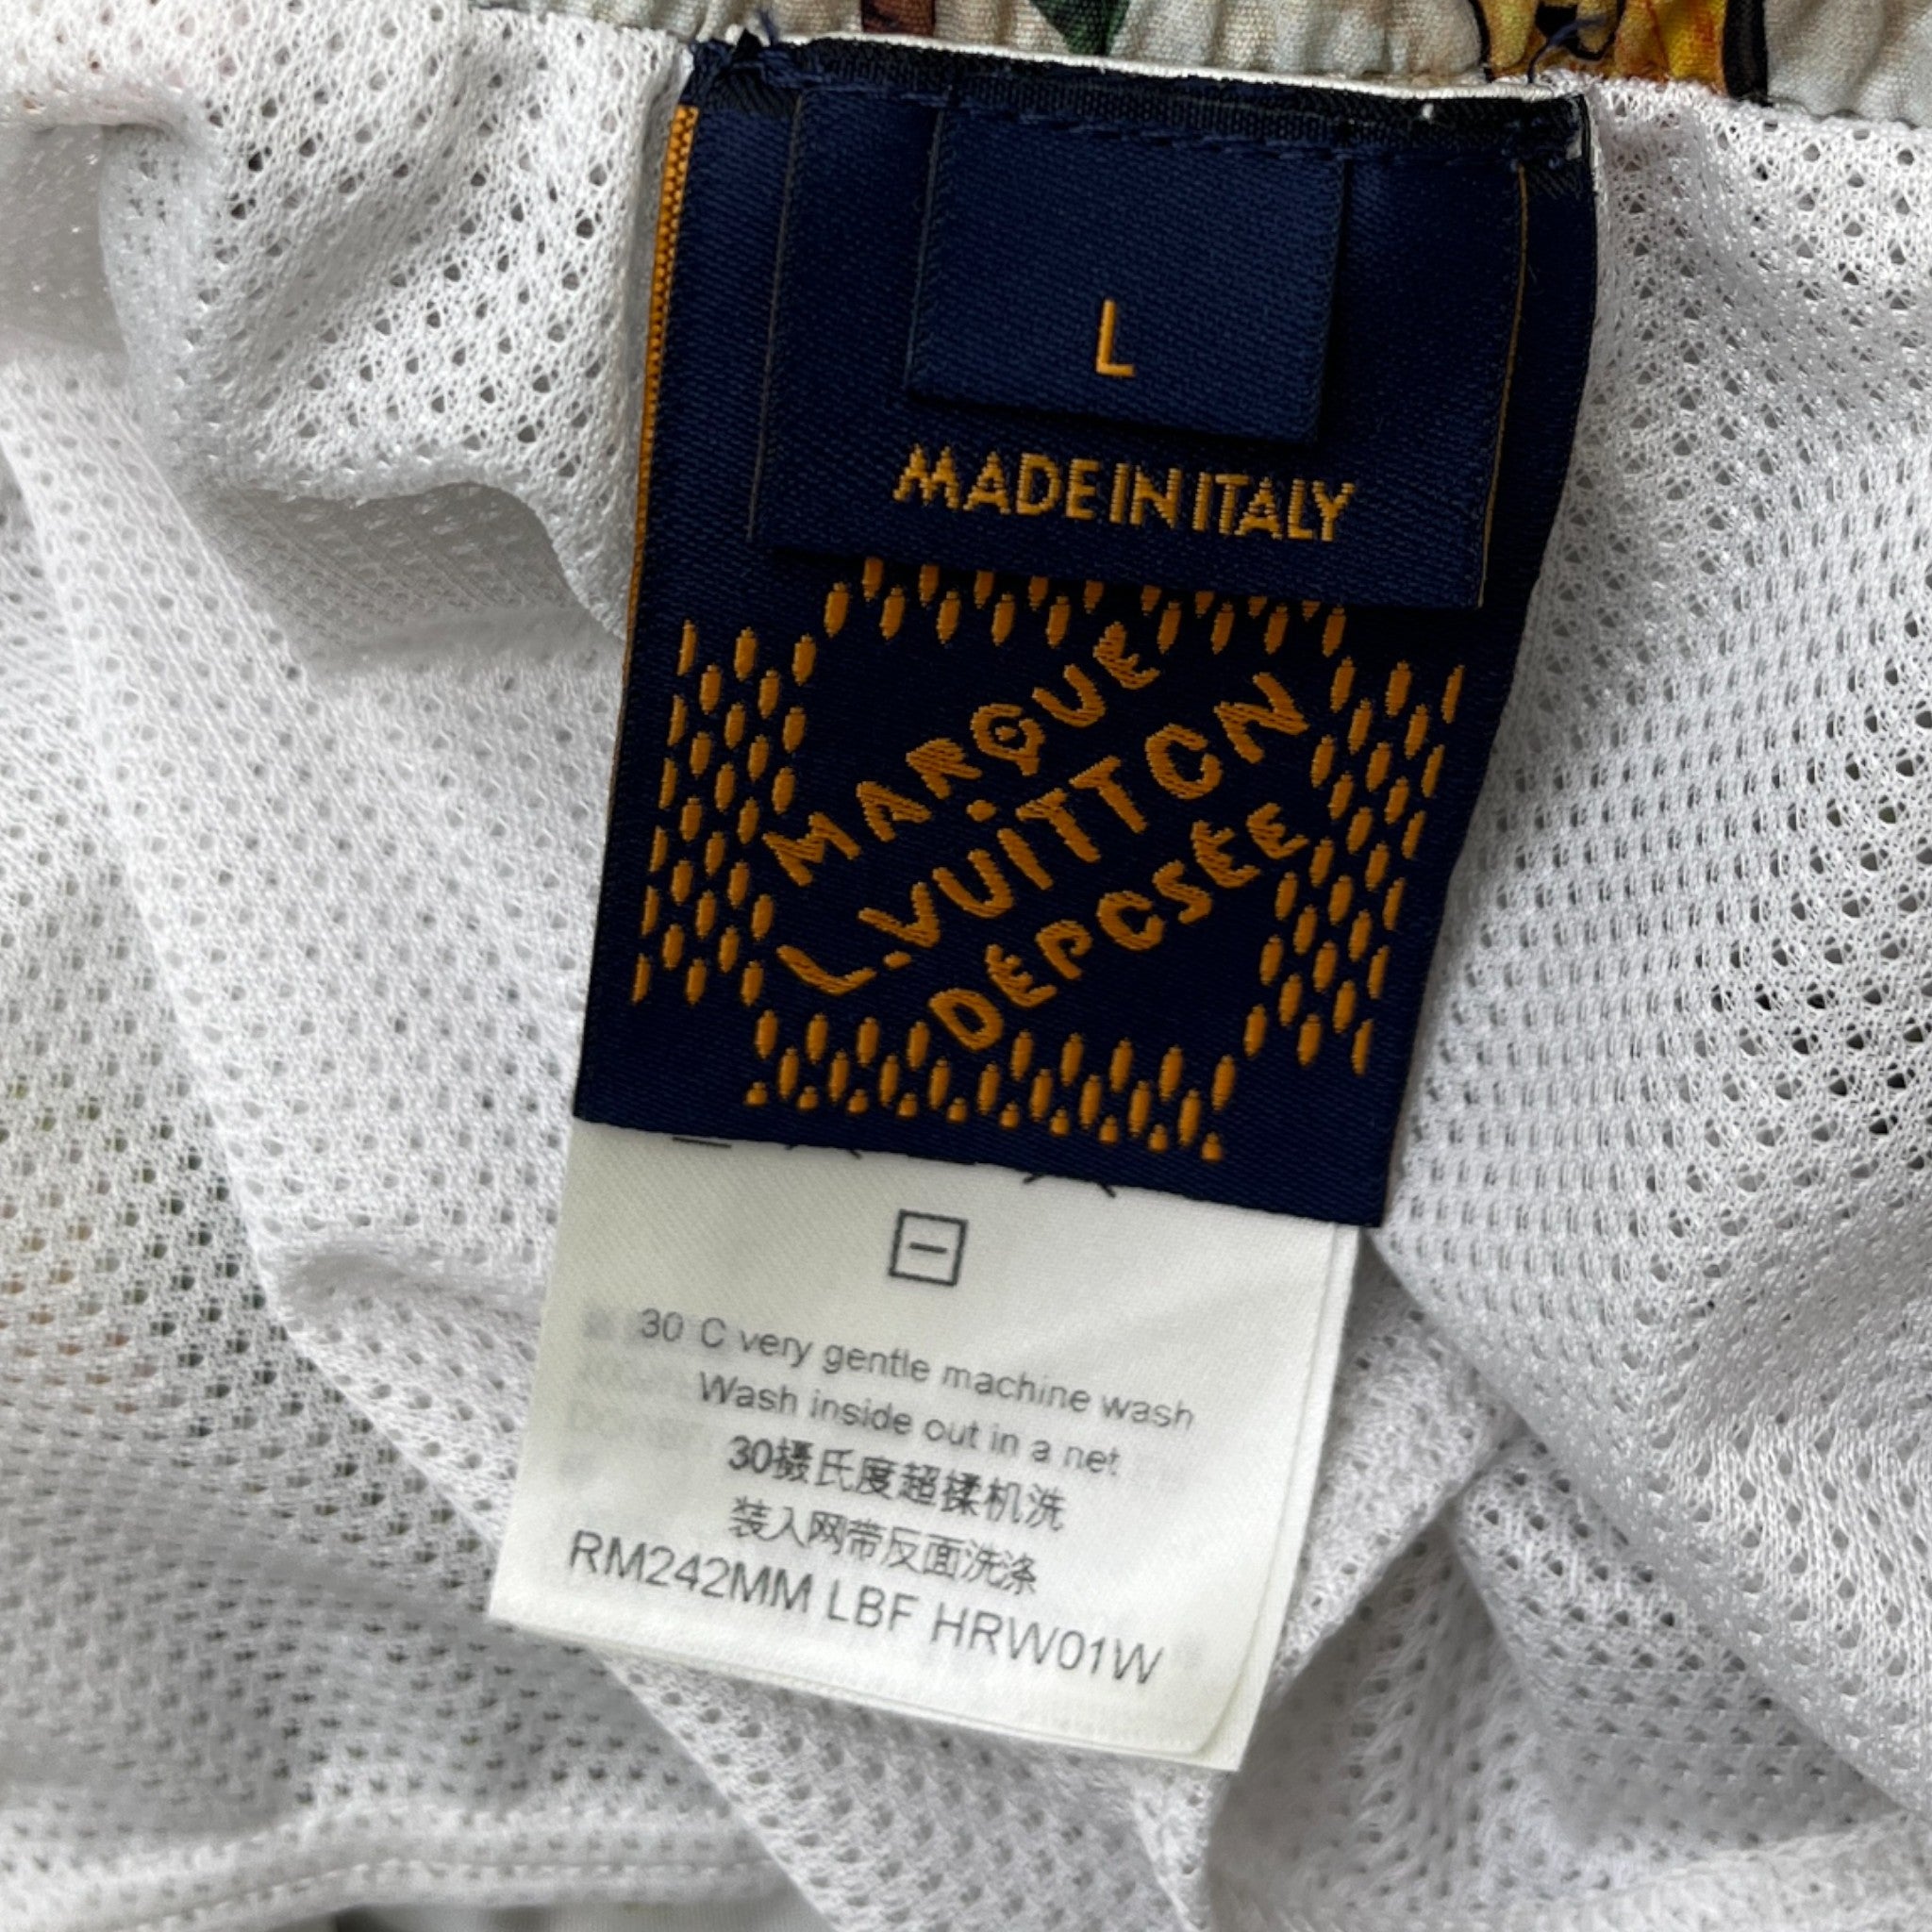 L
MADE IN ITALY
MARQUE
L.VUITTON
DÉPOSÉE
30 C very gentle machine wash
Wash inside out in a net
30摄氏度超揉机洗
装入网带反面洗涤
RM242MM LBF HRW01W